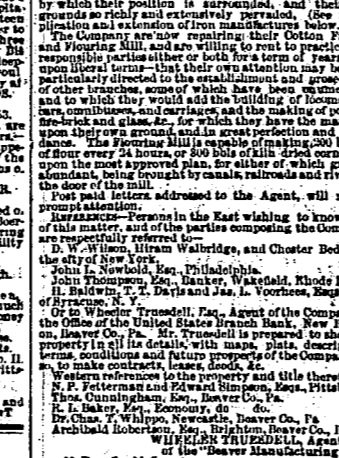 by which their position is surrounded, and their
grounds so richly and extensively pervaded, (See
plication and extension of Iron manufactures below
The Company are now repairing their Cotton F
and Flouring Mill, and are willing to rent to practic
responsible parties either or both for a term of years
upon liberal terms—that their own attention may be
particularly directed to the establishment and
of other branches, some of which have been enume
and to which they would add the building of locom
cars, omnibusses, and carriages, and the making of po
fire-brick and glass, &c., for which they have the ma
upon their own ground, and in great perfection and
dance. The Flouring Mill is capable of making 200 b
of flour every 24 hours, or 800 bbls of kiln dried corn
upon the most approved plan, for either of which g
abundant, being brought by canals, railroads and riv
the door of the mill.
Post paid letters addressed to the Agent, will
prompt attention.
REFERENCES—Persons in the East wishing to know
of this matter, and of the parties composing the Com
are respectfully referred to—
D. W. Wilson, Hiram Walbridge, and Chester Bed
the city of New York.
John L. Newbold, Esq., Philadelphia.
John Thompson, Esq., Banker, Wakefield, Rhode I
H. Baldwin, T. T. Davis and Jas. L. Voorhees, Esqs
of Syracuse, N. Y.
Or to Wheeler Truesdell, Esq., Agent of the Compa
the Office of the United States Branch Bank, New B
on, Beaver Co., Pa. Mr. Truesdell is prepared to sh
property in all its details, with maps, plats, descri
terms, conditions and future prospects of the Compa
so, to make contracts, leases, deeds, &c.
Western references to the property and title there
N. P. Fetterman and Edward Simpson, Esqs, Pitts
Thos. Cunningham, Esq., Beaver Co., Pa.
R. L. Baker, Esq., Economy, do do.
Dr. Chas. T. Whippo, Newcastle, Beaver Co., Pa
Archibald Robertson, Esq., Brighton, Beaver Co., P
WHEELER TRUESDELL, Agen
of the "Beaver Manufacturing